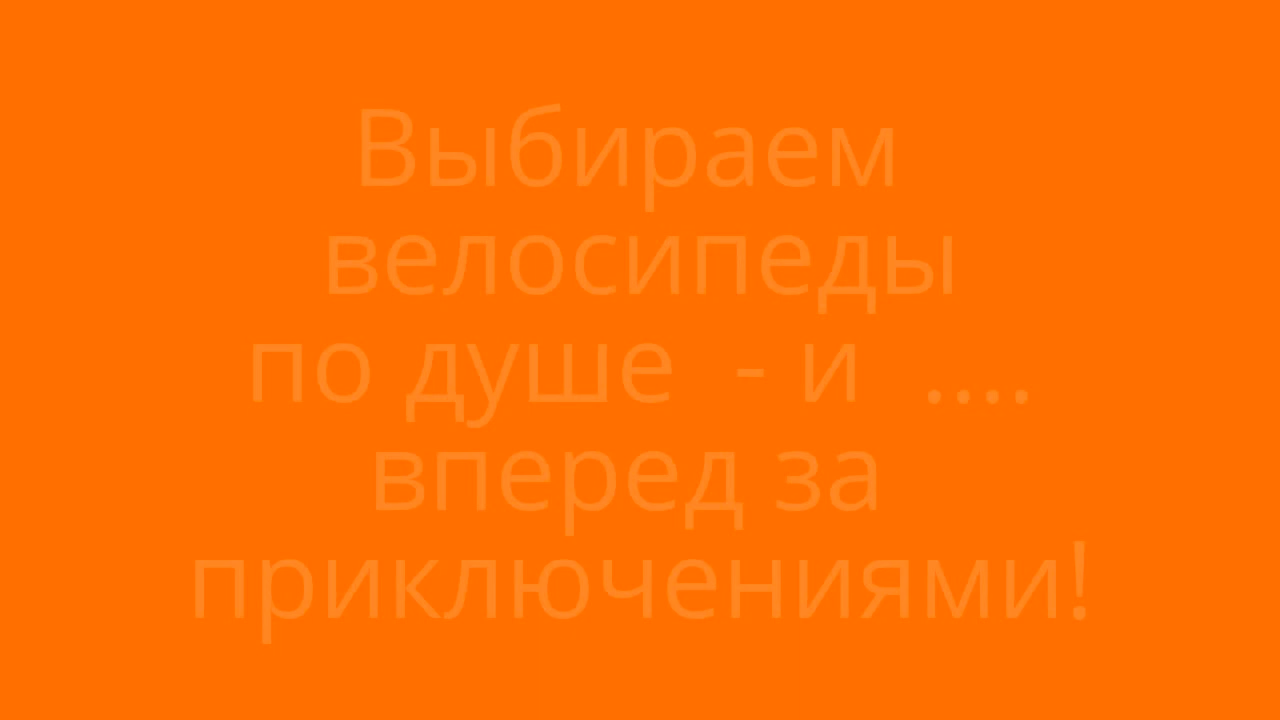 Выбираем
велосипеды
по душе  - и  ....
вперед за
приключениями!